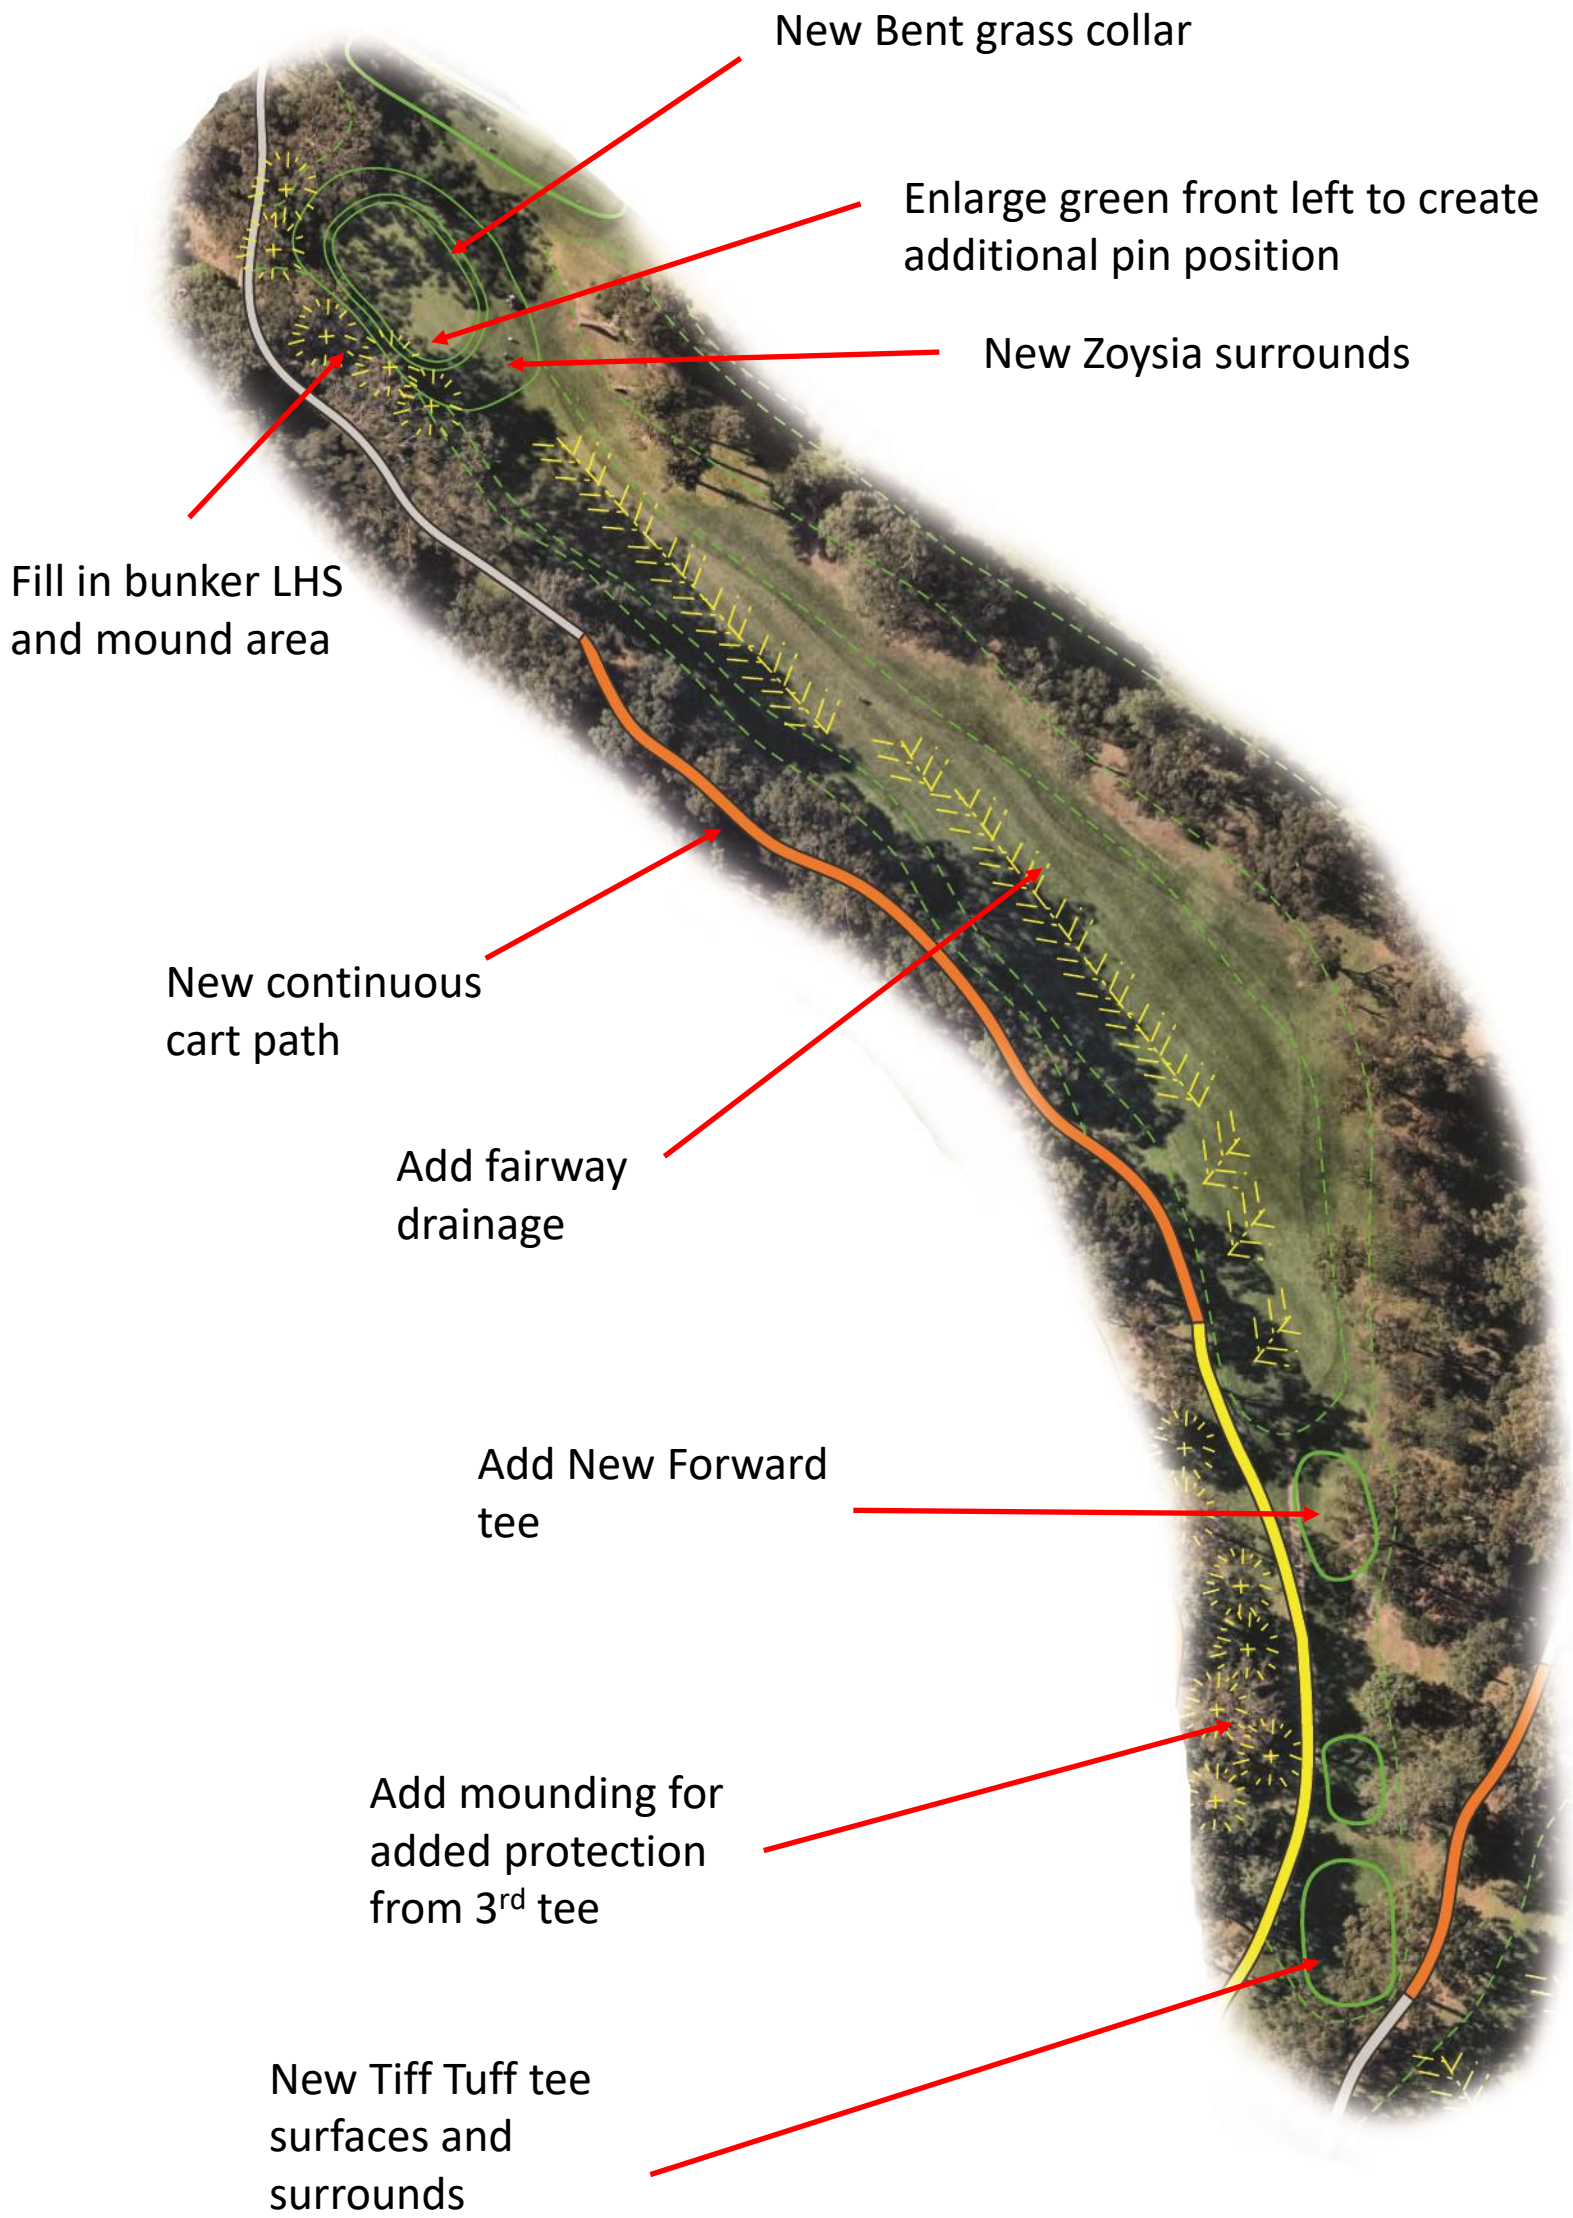 New Bent grass collar
Enlarge green front left to create
additional pin position
New Zoysia surrounds
Fill in bunker LHS
and mound area
New continuous
cart path
Add fairway
drainage
Add New Forward
tee
Add mounding for
added protection
from 3rd tee
New Tiff Tuff tee
surfaces and
surrounds